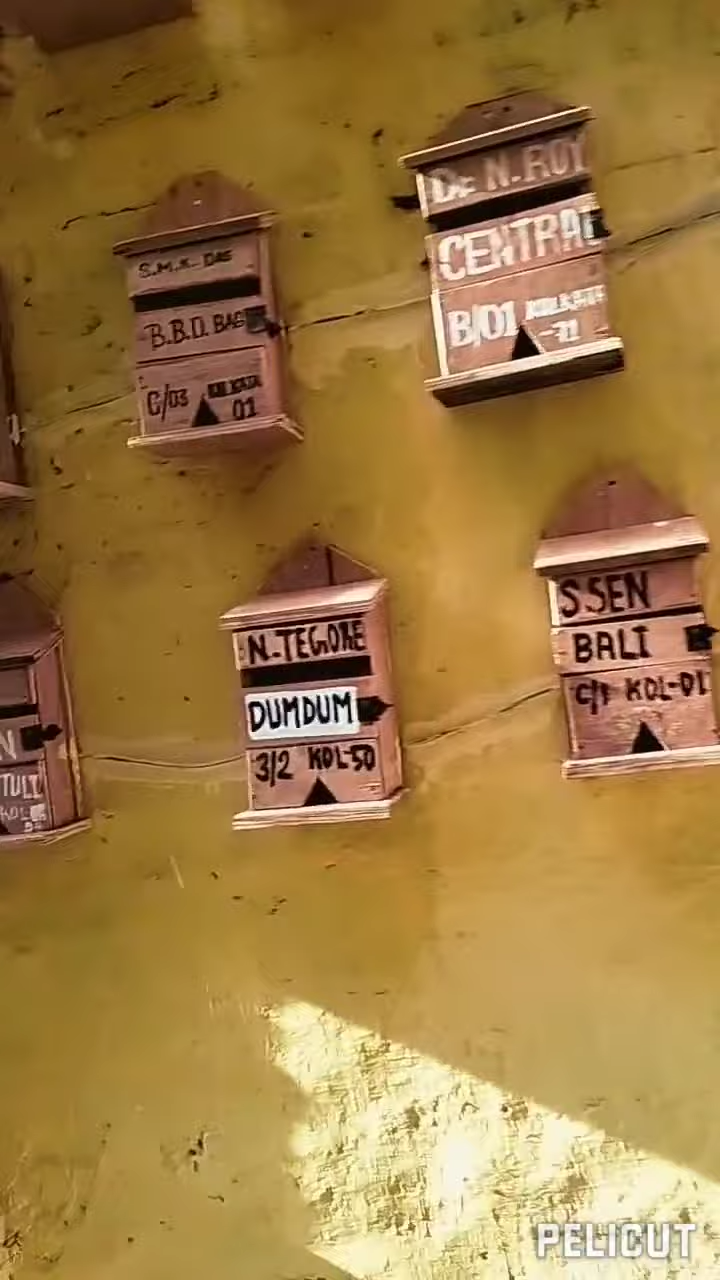 S.M.K. DAS
B.B.D. BAG
C/03 KOLKATA
01
Dr N. ROY
CENTRAL
B/01 KOLKATA
-72
N
TULI
N-TEGORE
DUMDUM
3/2 KOL-50
S SEN
BALI
C/1 KOL-01
PELICUT